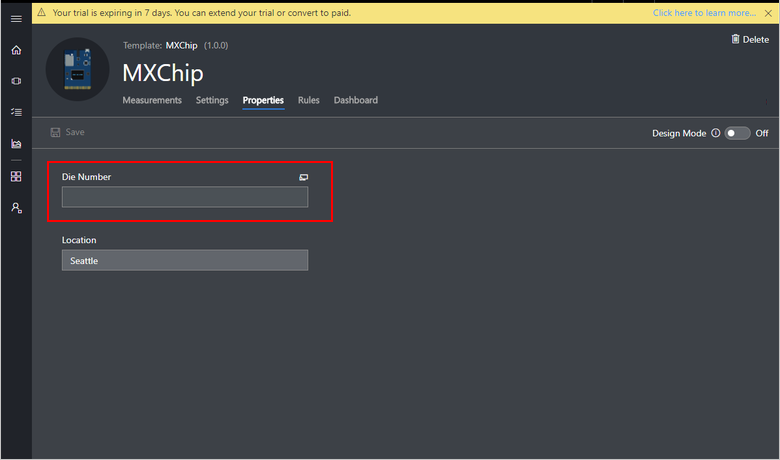 Your trial is expiring in 7 days. You can extend your trial or convert to paid.
Click here to learn more...
Delete
Template: MXChip (1.0.0)
MXChip
Measurements Settings Properties Rules Dashboard
Save
Design Mode Off
Die Number
Location
Seattle